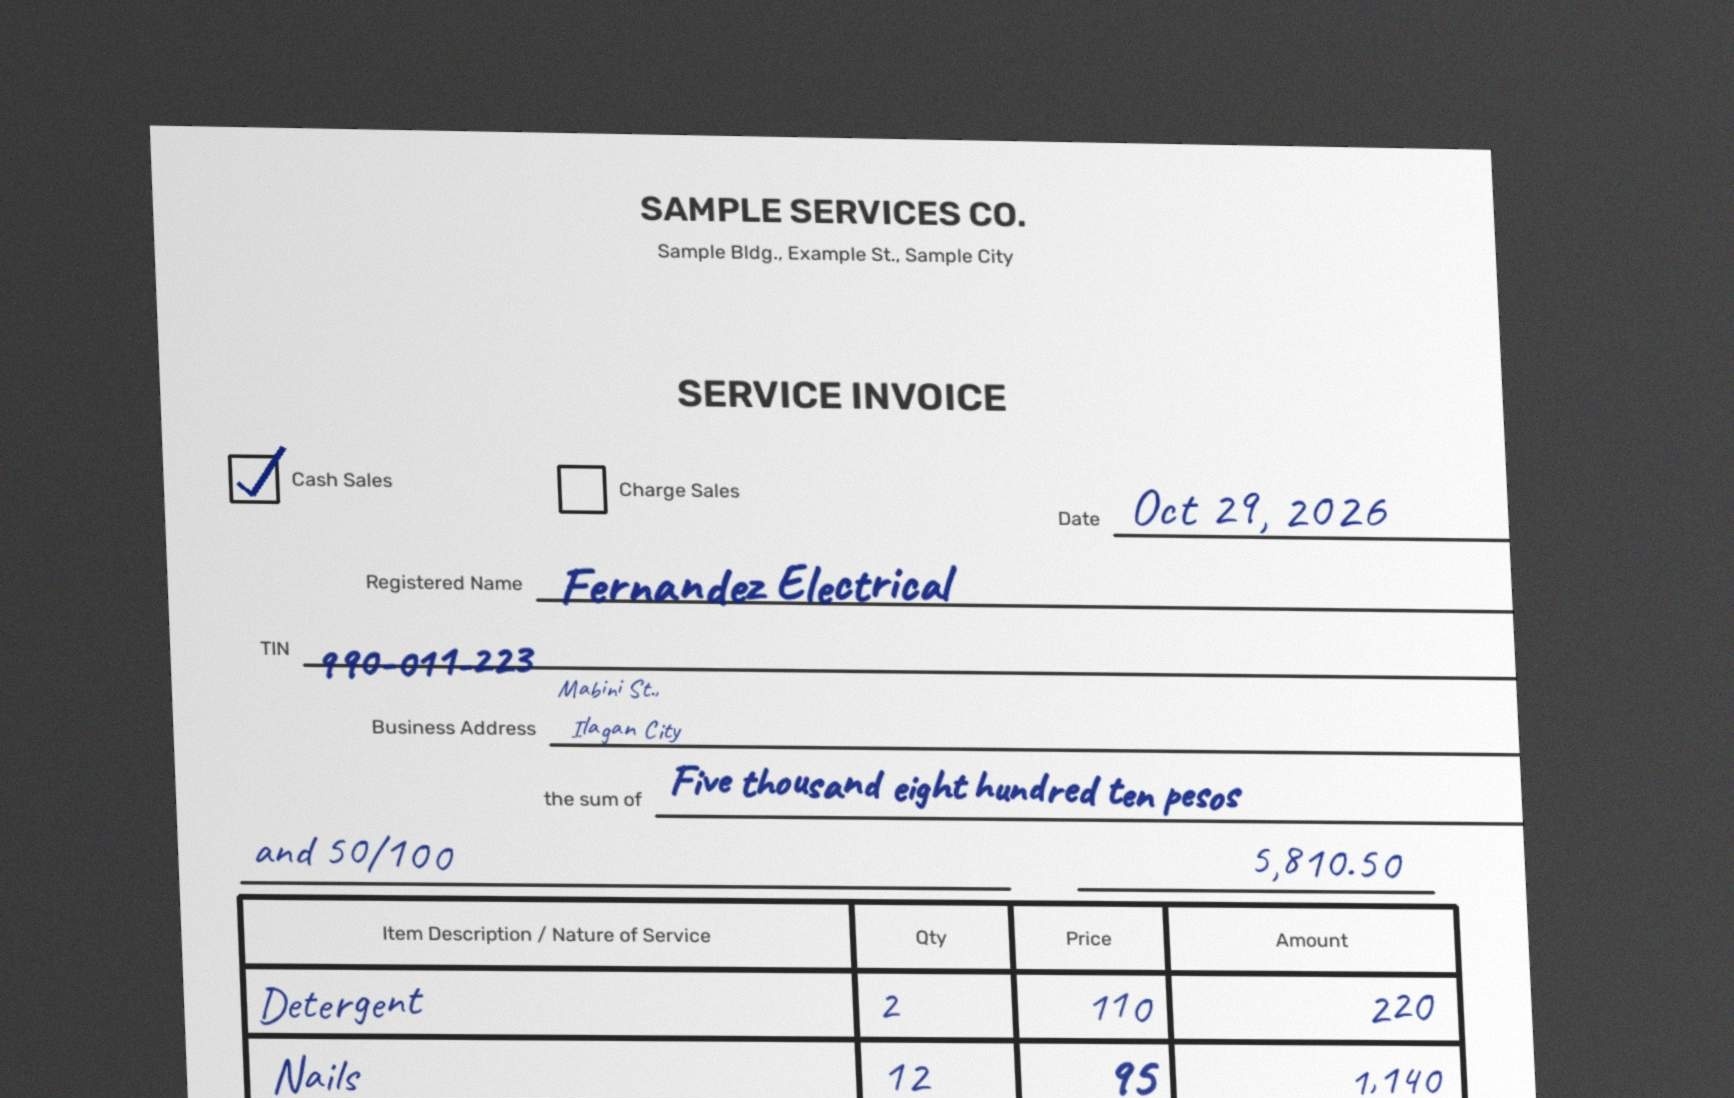 SAMPLE SERVICES CO.
Sample Bldg., Example St., Sample City
SERVICE INVOICE
Cash Sales Charge Sales
Date Oct 29, 2026
Registered Name Fernandez Electrical
TIN 990-011-223
Mabini St.,
Business Address Ilagan City
the sum of Five thousand eight hundred ten pesos
and 50/100 5,810.50
Item Description / Nature of Service Qty Price Amount
Detergent 2 110 220
Nails 12 95 1,140